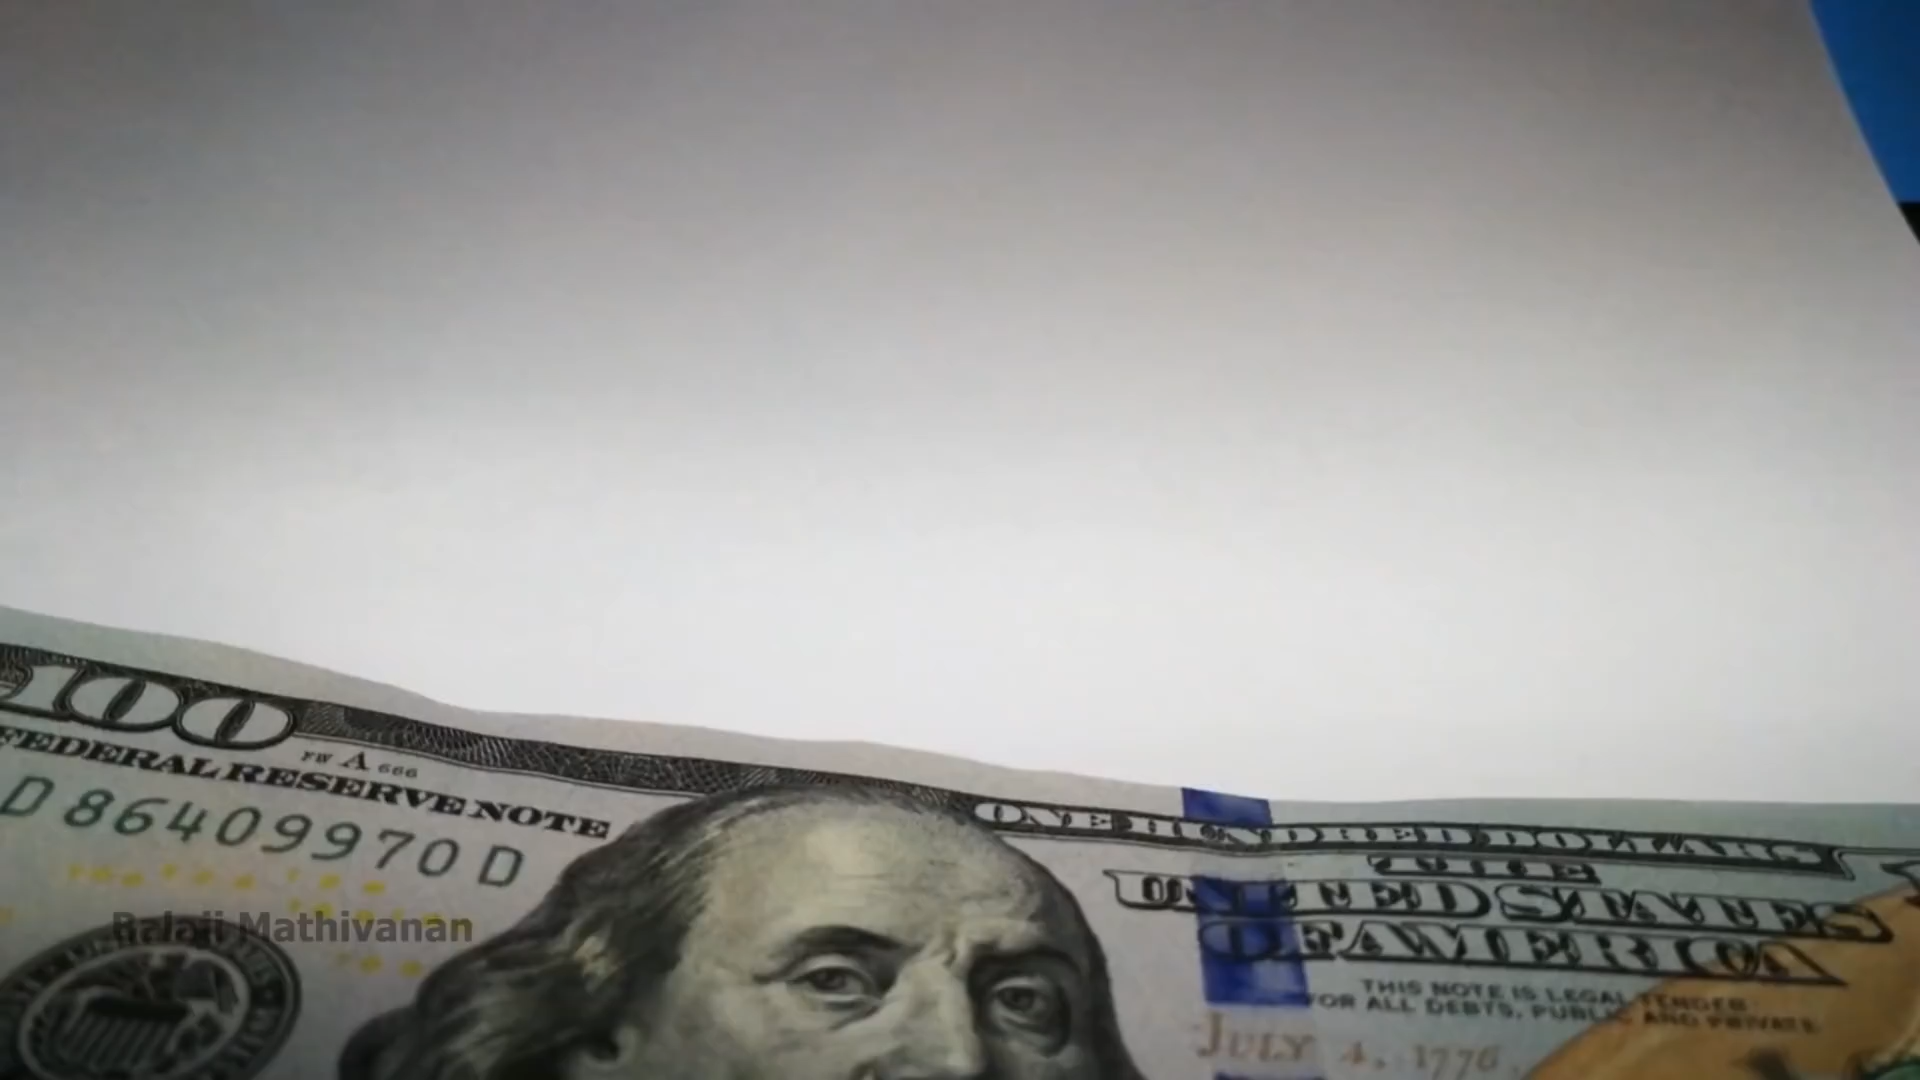 100
FEDERAL RESERVE NOTE
FW A 666
D 86409970 D
Balaji Mathivanan
ONE HUNDRED DOLLARS
THE
UNITED STATES
OF AMERICA
THIS NOTE IS LEGAL TENDER
FOR ALL DEBTS, PUBLIC AND PRIVATE
JULY 4, 1776